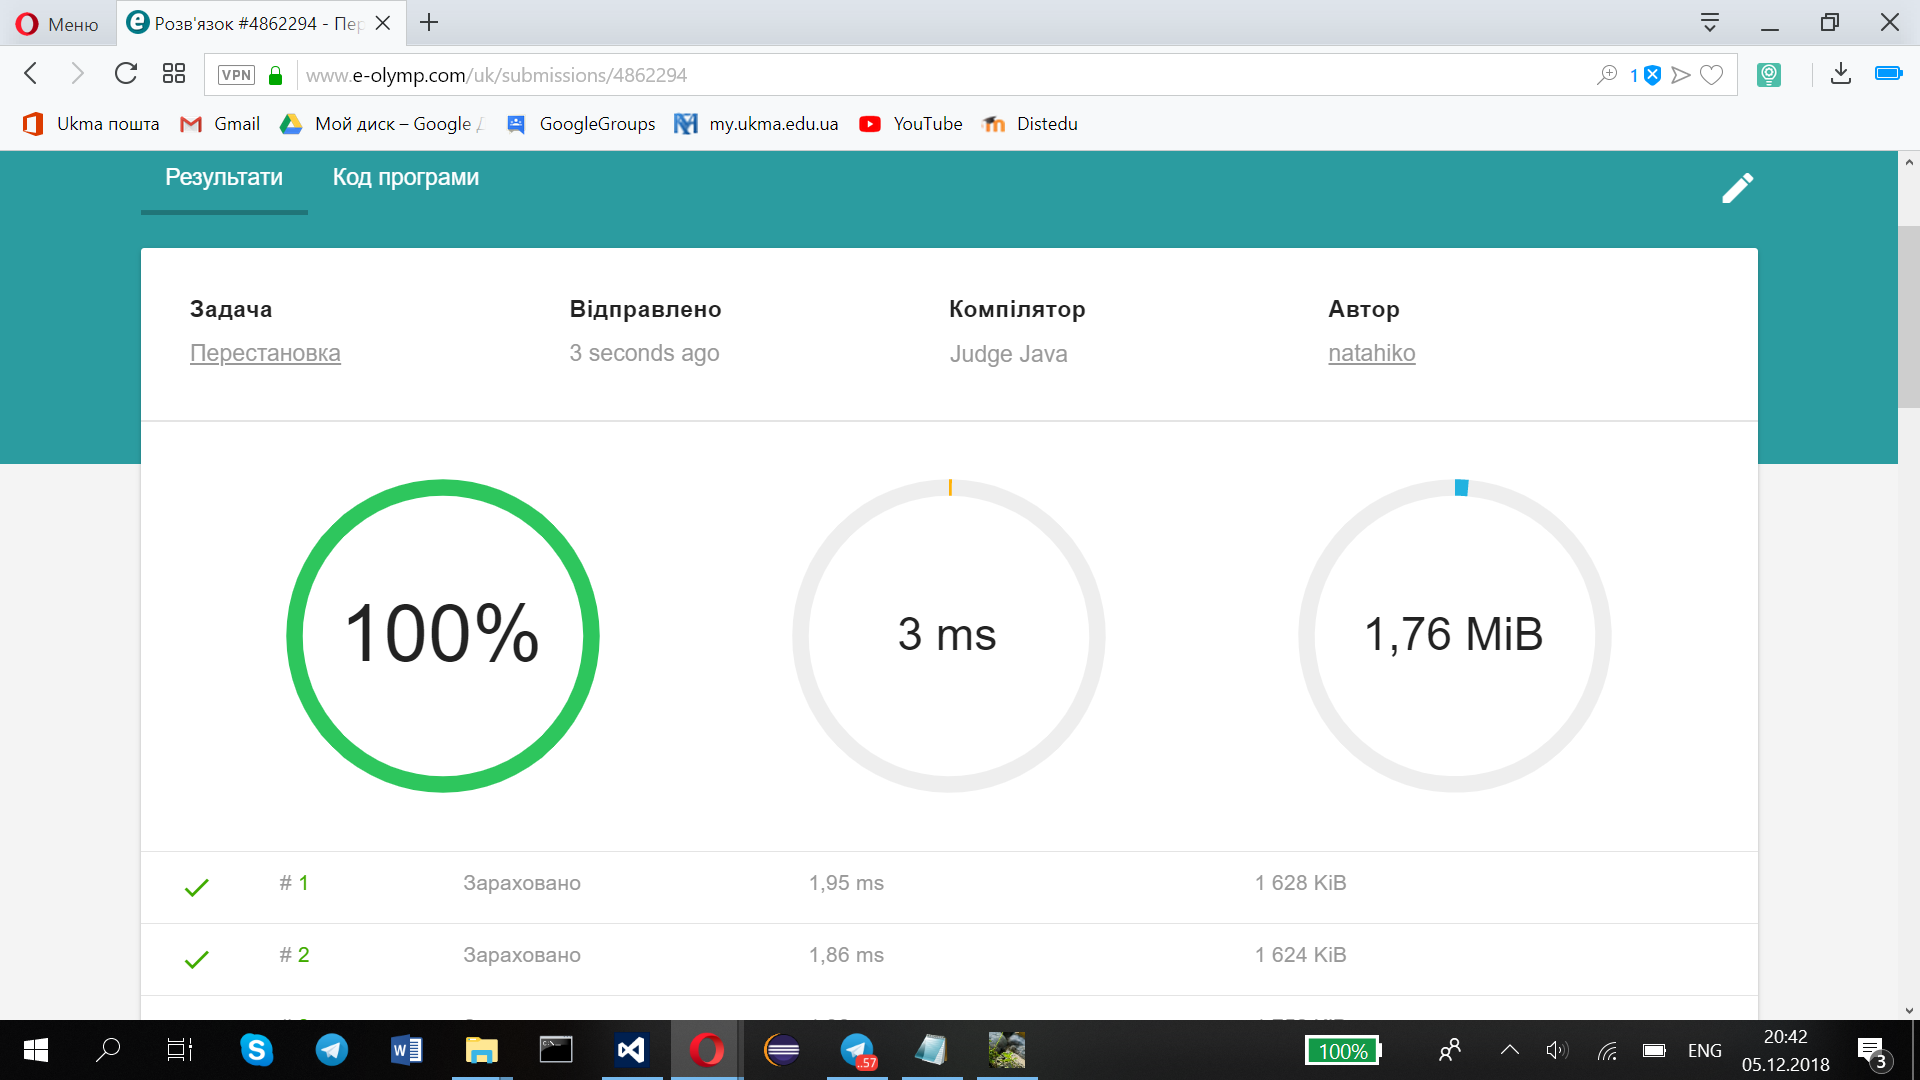 Меню
Розв'язок #4862294 - Пер
VPN
www.e-olymp.com/uk/submissions/4862294
1
Ukma пошта
Gmail
Мой диск – Google
GoogleGroups
my.ukma.edu.ua
YouTube
Distedu
Результати
Код програми
Задача
Відправлено
Компілятор
Автор
Перестановка
3 seconds ago
Judge Java
natahiko
100%
3 ms
1,76 MiB
# 1
Зараховано
1,95 ms
1 628 KiB
# 2
Зараховано
1,86 ms
1 624 KiB
..57
100%
ENG
20:42
05.12.2018
3